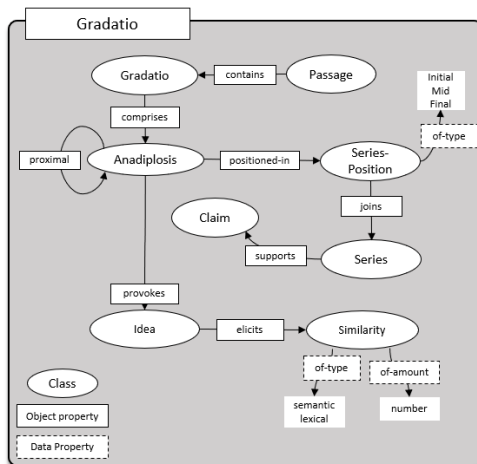 Gradatio
Gradatio
contains
Passage
Initial
Mid
Final
comprises
of-type
proximal
Anadiplosis
positioned-in
Series-
Position
joins
Claim
supports
Series
provokes
Idea
elicits
Similarity
of-type
of-amount
Class
semantic
lexical
number
Object property
Data Property